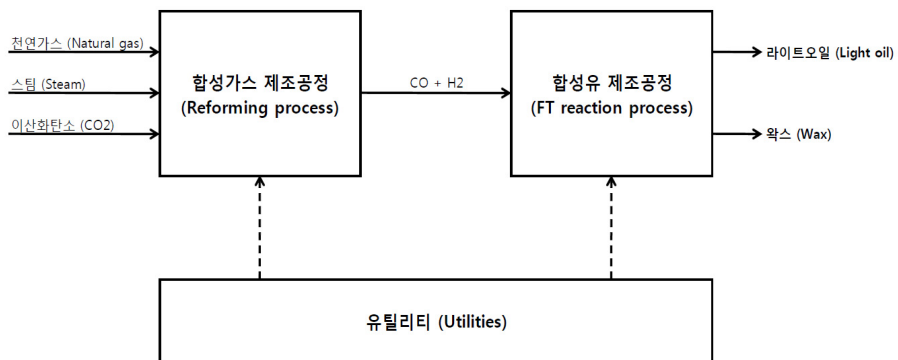 천연가스 (Natural gas)
스팀 (Steam)
이산화탄소 (CO2)
합성가스 제조공정
(Reforming process)
CO + H2
합성유 제조공정
(FT reaction process)
라이트오일 (Light oil)
왁스 (Wax)
유틸리티 (Utilities)